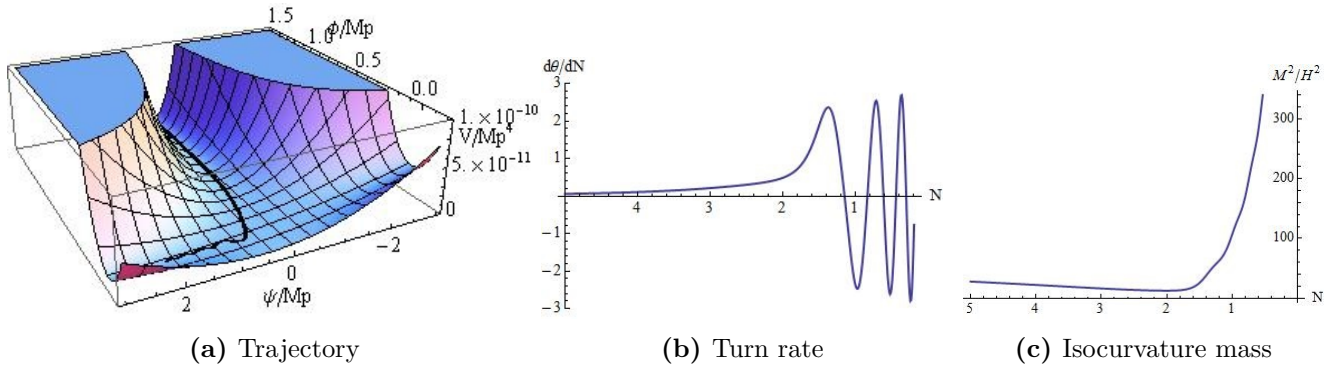 1.5
ϕ/Mp
1.0
0.5
0.0
1.×10⁻¹⁰
V/Mp⁴
5.×10⁻¹¹
0
-2
0
ψ/Mp
2
dθ/dN
3
2
1
4 3 2 1 N
-1
-2
-3
M²/H²
300
200
100
5 4 3 2 1 N
(a) Trajectory
(b) Turn rate
(c) Isocurvature mass